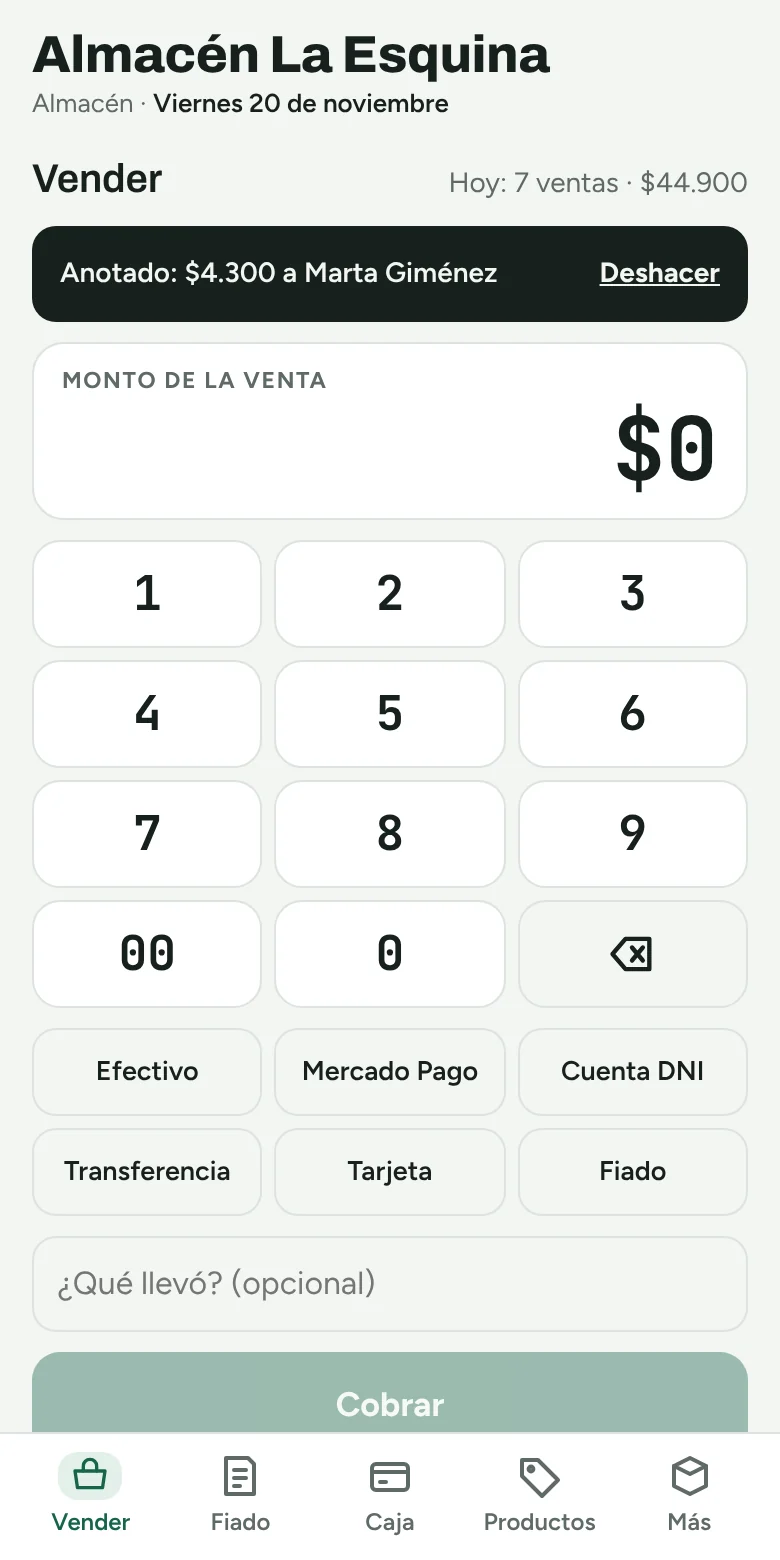 Almacén La Esquina
Almacén · Viernes 20 de noviembre
Vender
Hoy: 7 ventas · $44.900
Anotado: $4.300 a Marta Giménez
Deshacer
MONTO DE LA VENTA
$0
1 2 3
4 5 6
7 8 9
00 0
Efectivo Mercado Pago Cuenta DNI
Transferencia Tarjeta Fiado
¿Qué llevó? (opcional)
Cobrar
Vender Fiado Caja Productos Más